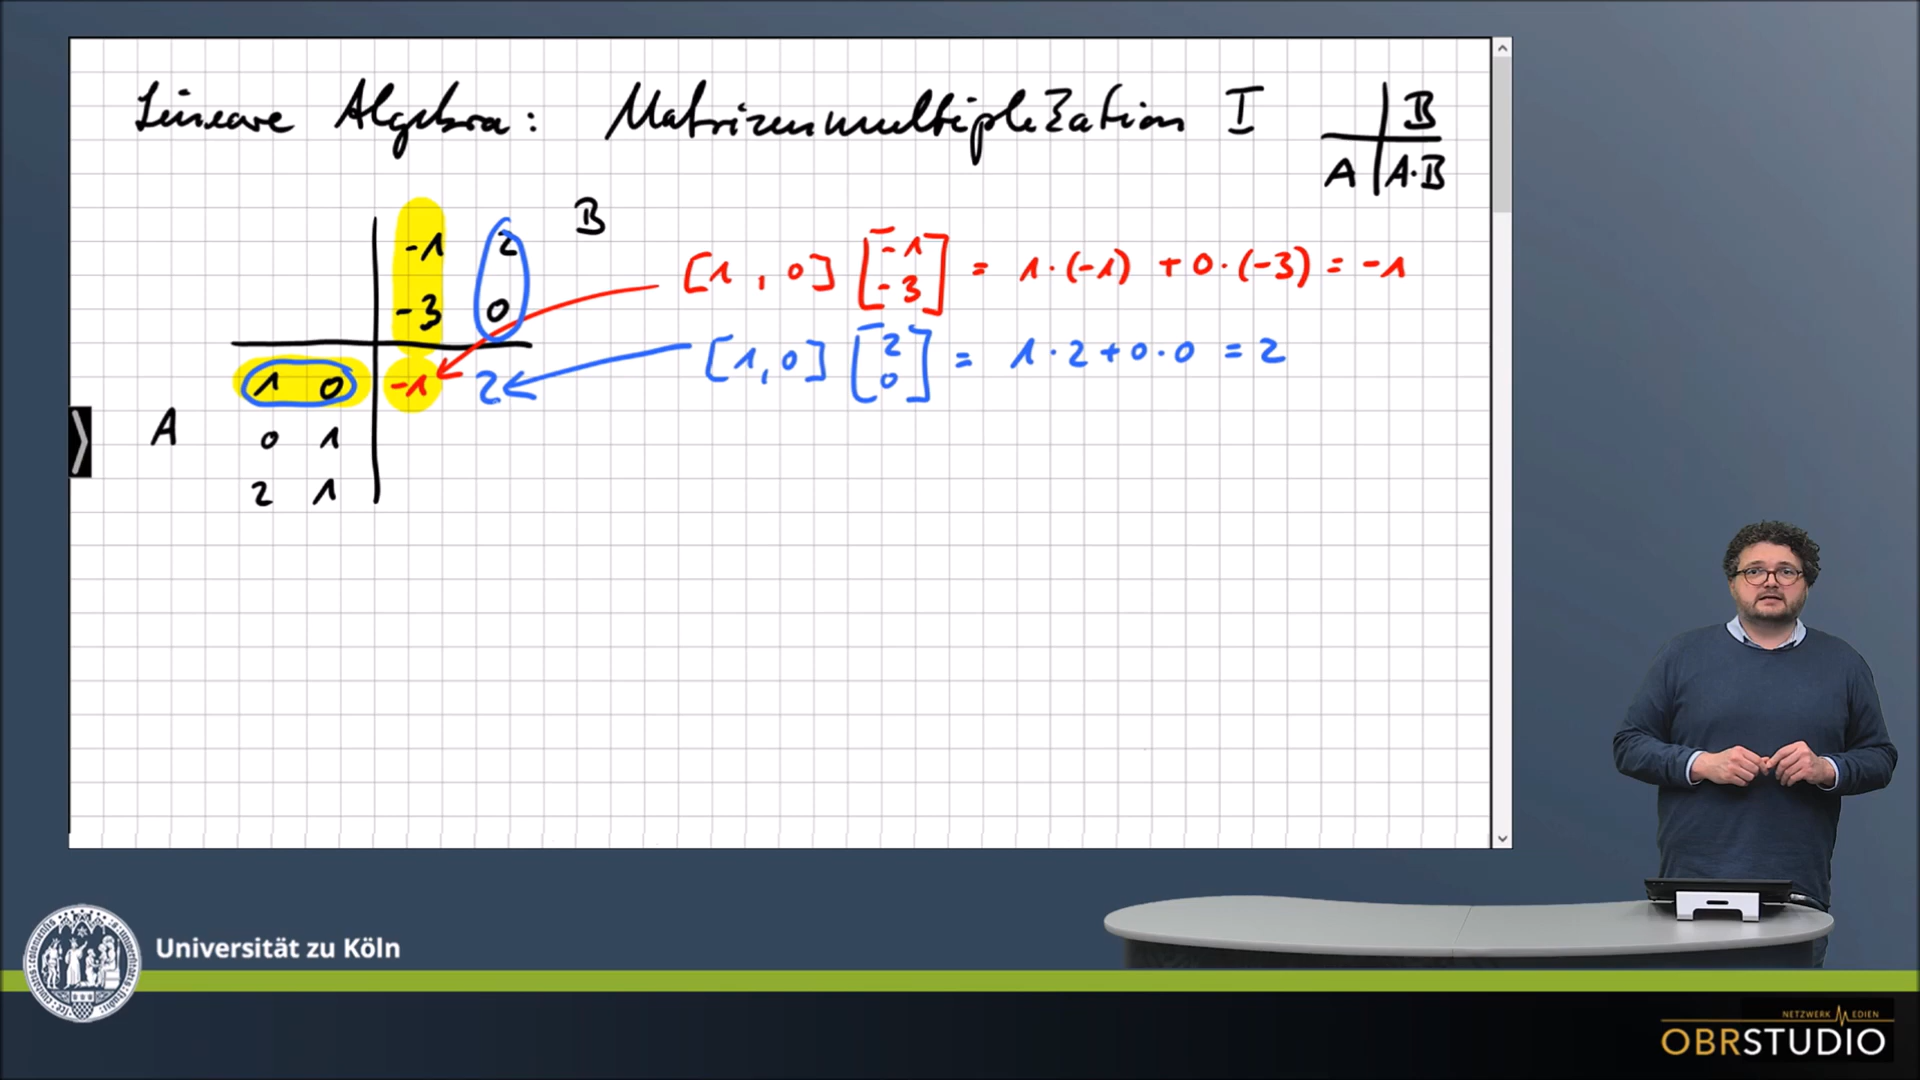 Lineare Algebra: Matrizenmultiplikation I
B
A A·B
B
-1 2
-3 0
[1, 0] [-1 -3] = 1·(-1) + 0·(-3) = -1
[1,0] [2 0] = 1·2+0·0 = 2
1 0 -1 2
A 0 1
2 1
Universität zu Köln
NETZWERK MEDIEN
OBRSTUDIO